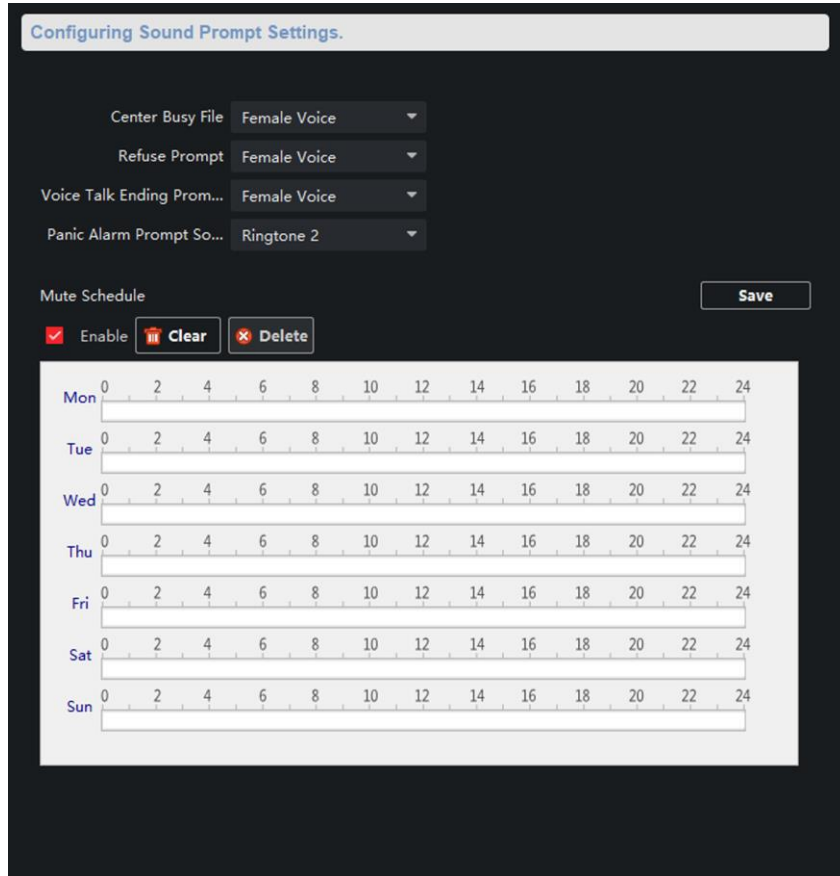 Configuring Sound Prompt Settings.
Center Busy File Female Voice
Refuse Prompt Female Voice
Voice Talk Ending Prom... Female Voice
Panic Alarm Prompt So... Ringtone 2
Mute Schedule Save
Enable Clear Delete
0 2 4 6 8 10 12 14 16 18 20 22 24
Mon
0 2 4 6 8 10 12 14 16 18 20 22 24
Tue
0 2 4 6 8 10 12 14 16 18 20 22 24
Wed
0 2 4 6 8 10 12 14 16 18 20 22 24
Thu
0 2 4 6 8 10 12 14 16 18 20 22 24
Fri
0 2 4 6 8 10 12 14 16 18 20 22 24
Sat
0 2 4 6 8 10 12 14 16 18 20 22 24
Sun